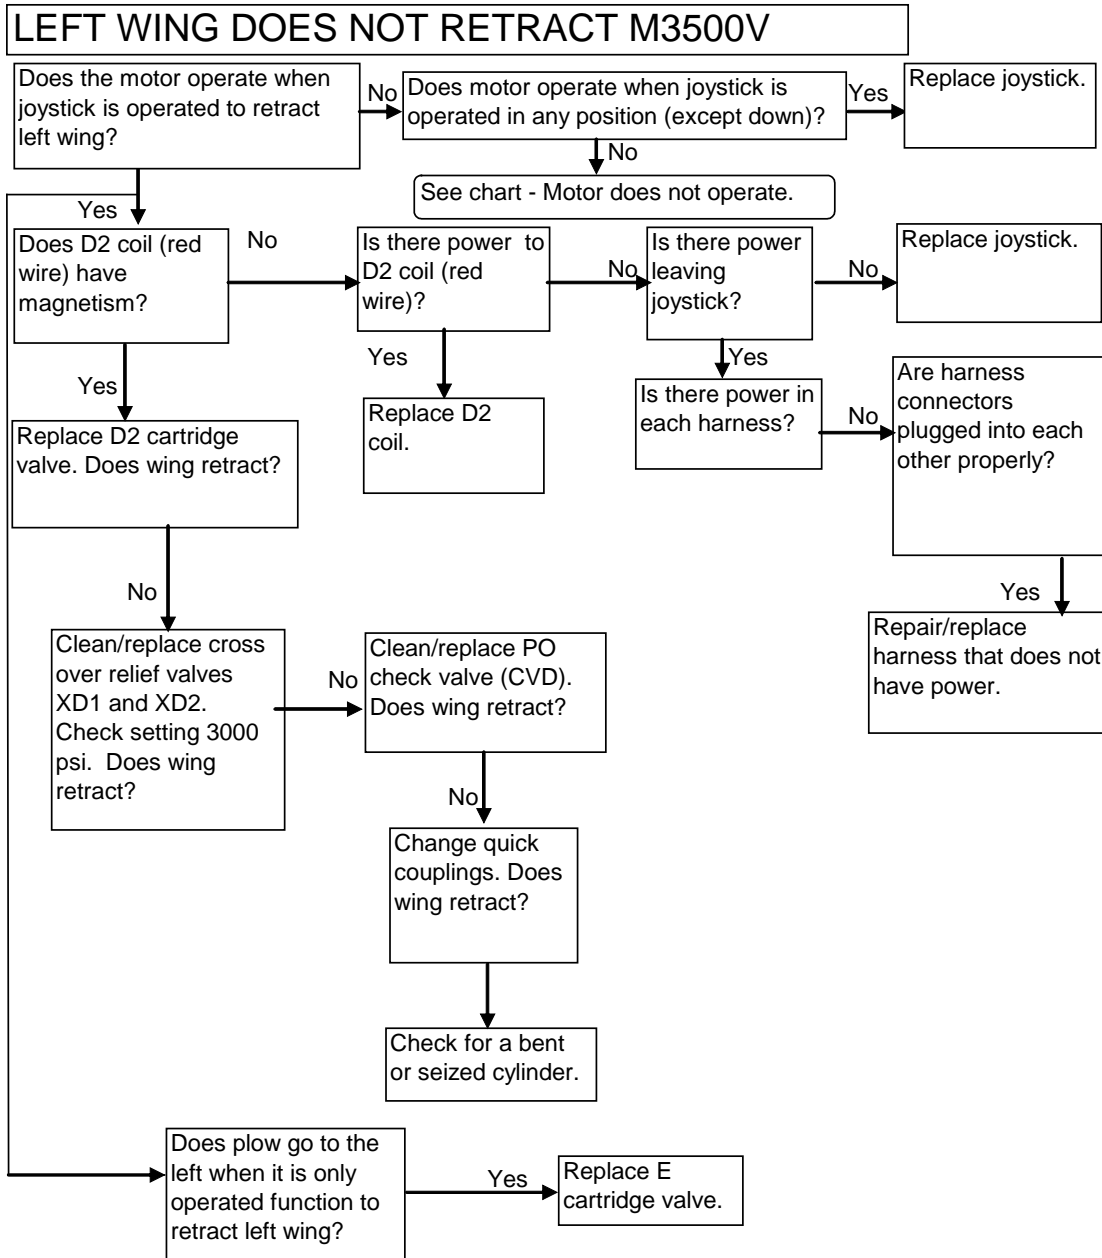 LEFT WING DOES NOT RETRACT M3500V
Does the motor operate when
joystick is operated to retract
left wing?
No
Does motor operate when joystick is
operated in any position (except down)?
Yes
Replace joystick.
No
See chart - Motor does not operate.
Yes
Does D2 coil (red
wire) have
magnetism?
No
Is there power to
D2 coil (red
wire)?
No
Is there power
leaving
joystick?
No
Replace joystick.
Yes
Replace D2 cartridge
valve. Does wing retract?
Yes
Replace D2
coil.
Yes
Is there power in
each harness?
No
Are harness
connectors
plugged into each
other properly?
Yes
Repair/replace
harness that does not
have power.
No
Clean/replace cross
over relief valves
XD1 and XD2.
Check setting 3000
psi. Does wing
retract?
No
Clean/replace PO
check valve (CVD).
Does wing retract?
No
Change quick
couplings. Does
wing retract?
Check for a bent
or seized cylinder.
Does plow go to the
left when it is only
operated function to
retract left wing?
Yes
Replace E
cartridge valve.